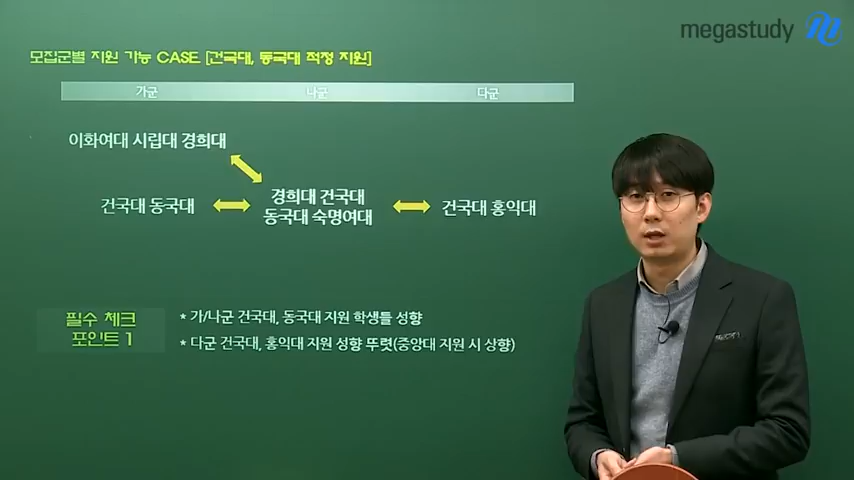 megastudy
모집군별 지원 가능 CASE [건국대, 동국대 적정 지원]
가군 나군 다군
이화여대 시립대 경희대
건국대 동국대
경희대 건국대
동국대 숙명여대
건국대 홍익대
필수 체크
포인트 1
* 가/나군 건국대, 동국대 지원 학생들 성향
* 다군 건국대, 홍익대 지원 성향 뚜렷(중앙대 지원 시 상향)